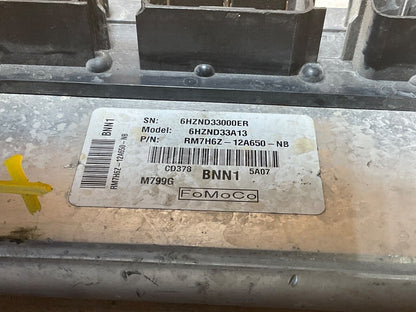 SN: 6HZND33000ER
Model: 6HZND33A13
P/N: RM7H6Z-12A650-NB
BNN1
RM7H6Z-12A650-NB
CD378 BNN1 5A07
M799G FoMoCo